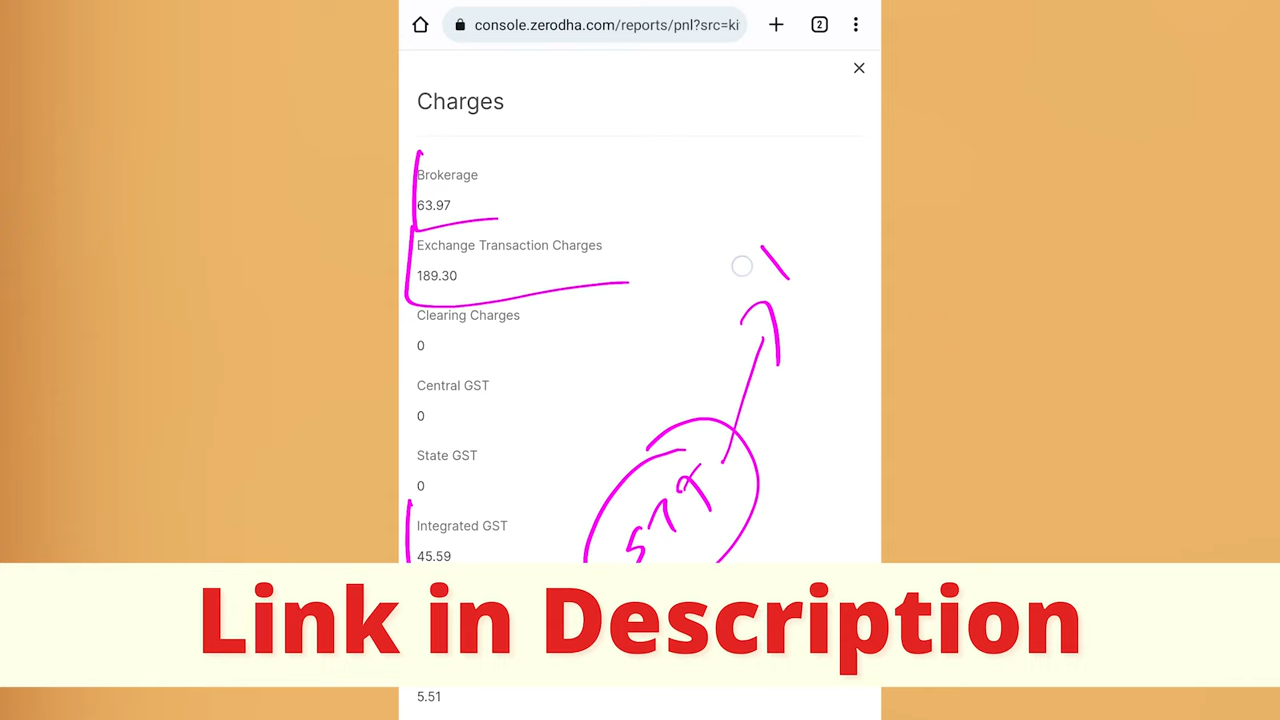 console.zerodha.com/reports/pnl?src=ki
2
Charges
Brokerage
63.97
Exchange Transaction Charges
189.30
Clearing Charges
0
Central GST
0
State GST
0
Integrated GST
45.59
Link in Description
5.51